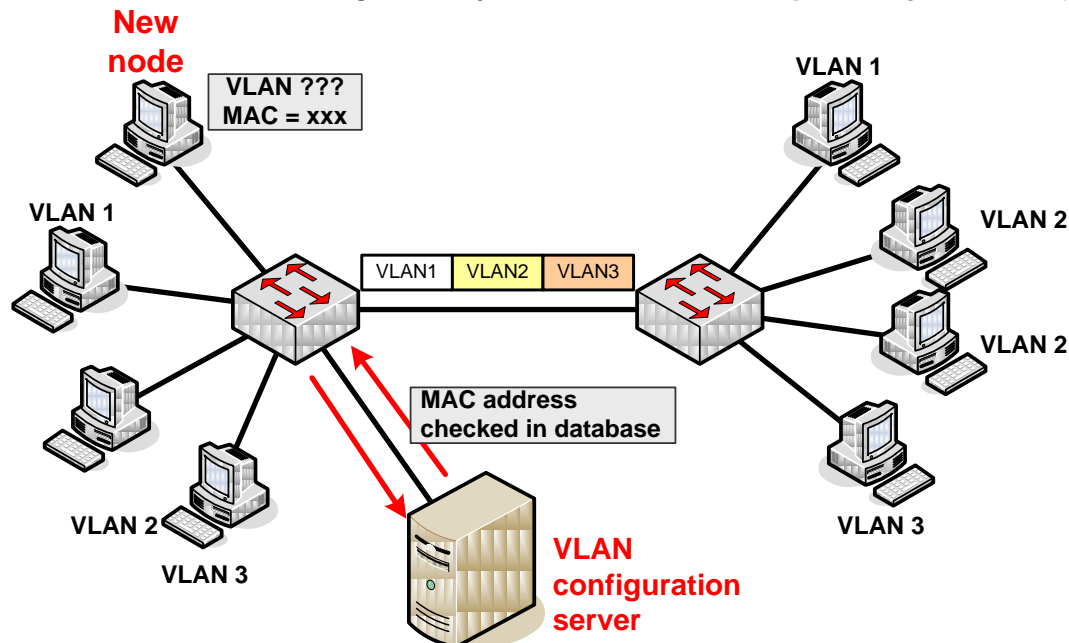 New
node
VLAN ???
MAC = xxx
VLAN 1
VLAN 1
VLAN 2
VLAN1 VLAN2 VLAN3
VLAN 2
MAC address
checked in database
VLAN 2
VLAN 3
VLAN 3
VLAN
configuration
server